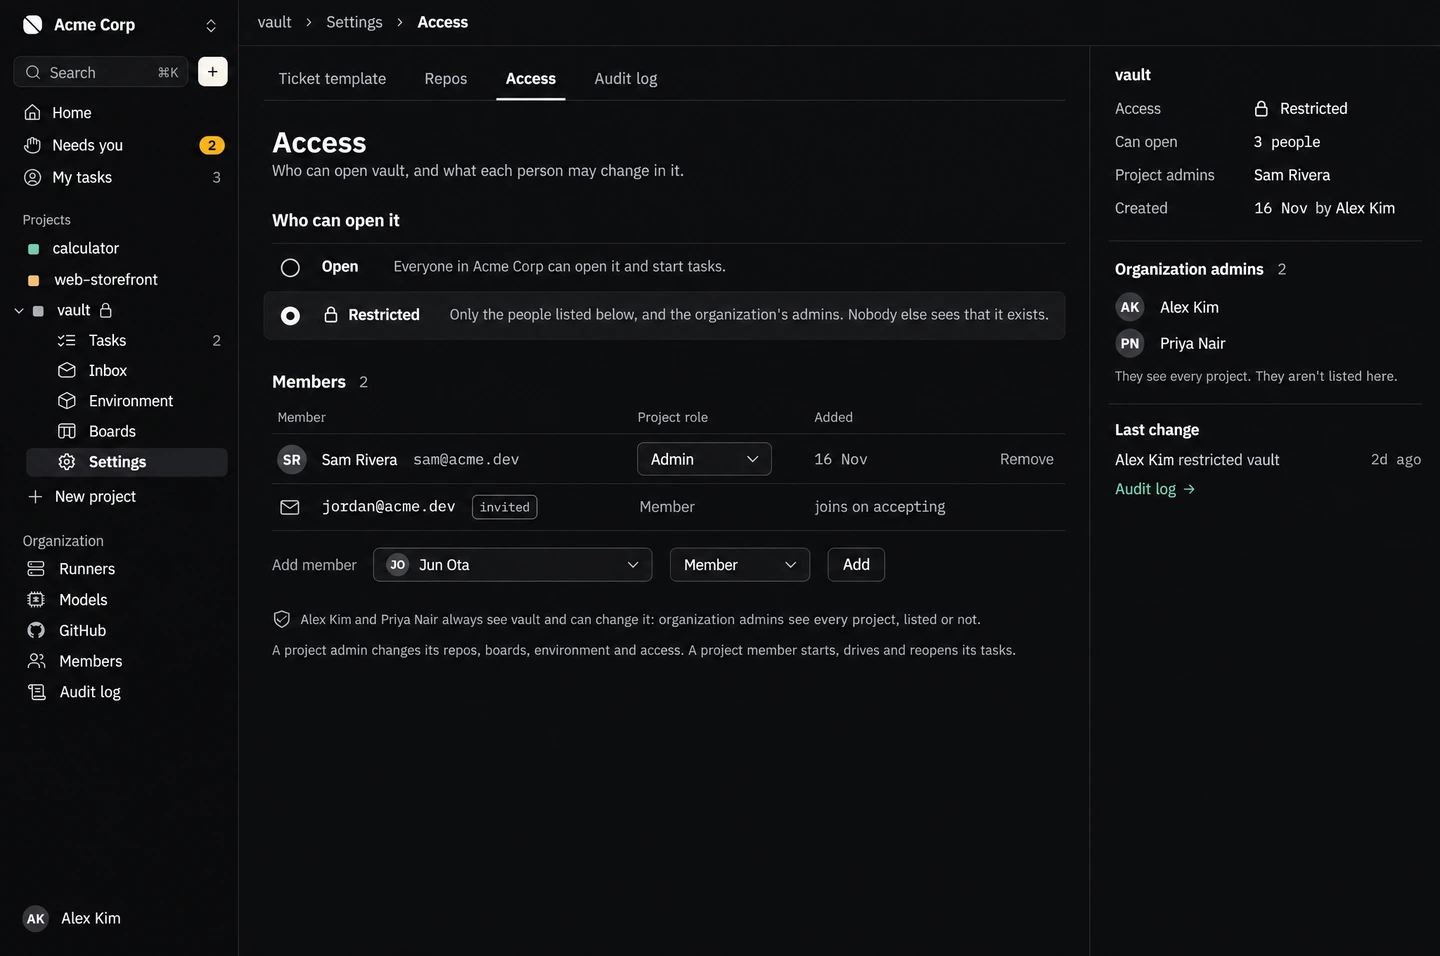 Acme Corp
Search ⌘K +
Home
Needs you 2
My tasks 3
Projects
calculator
web-storefront
vault
Tasks 2
Inbox
Environment
Boards
Settings
New project
Organization
Runners
Models
GitHub
Members
Audit log
AK Alex Kim
vault › Settings › Access
Ticket template Repos Access Audit log
Access
Who can open vault, and what each person may change in it.
Who can open it
Open Everyone in Acme Corp can open it and start tasks.
Restricted Only the people listed below, and the organization's admins. Nobody else sees that it exists.
Members 2
Member Project role Added
SR Sam Rivera sam@acme.dev Admin 16 Nov Remove
jordan@acme.dev invited Member joins on accepting
Add member JO Jun Ota Member Add
Alex Kim and Priya Nair always see vault and can change it: organization admins see every project, listed or not.
A project admin changes its repos, boards, environment and access. A project member starts, drives and reopens its tasks.
vault
Access Restricted
Can open 3 people
Project admins Sam Rivera
Created 16 Nov by Alex Kim
Organization admins 2
AK Alex Kim
PN Priya Nair
They see every project. They aren't listed here.
Last change
Alex Kim restricted vault 2d ago
Audit log →